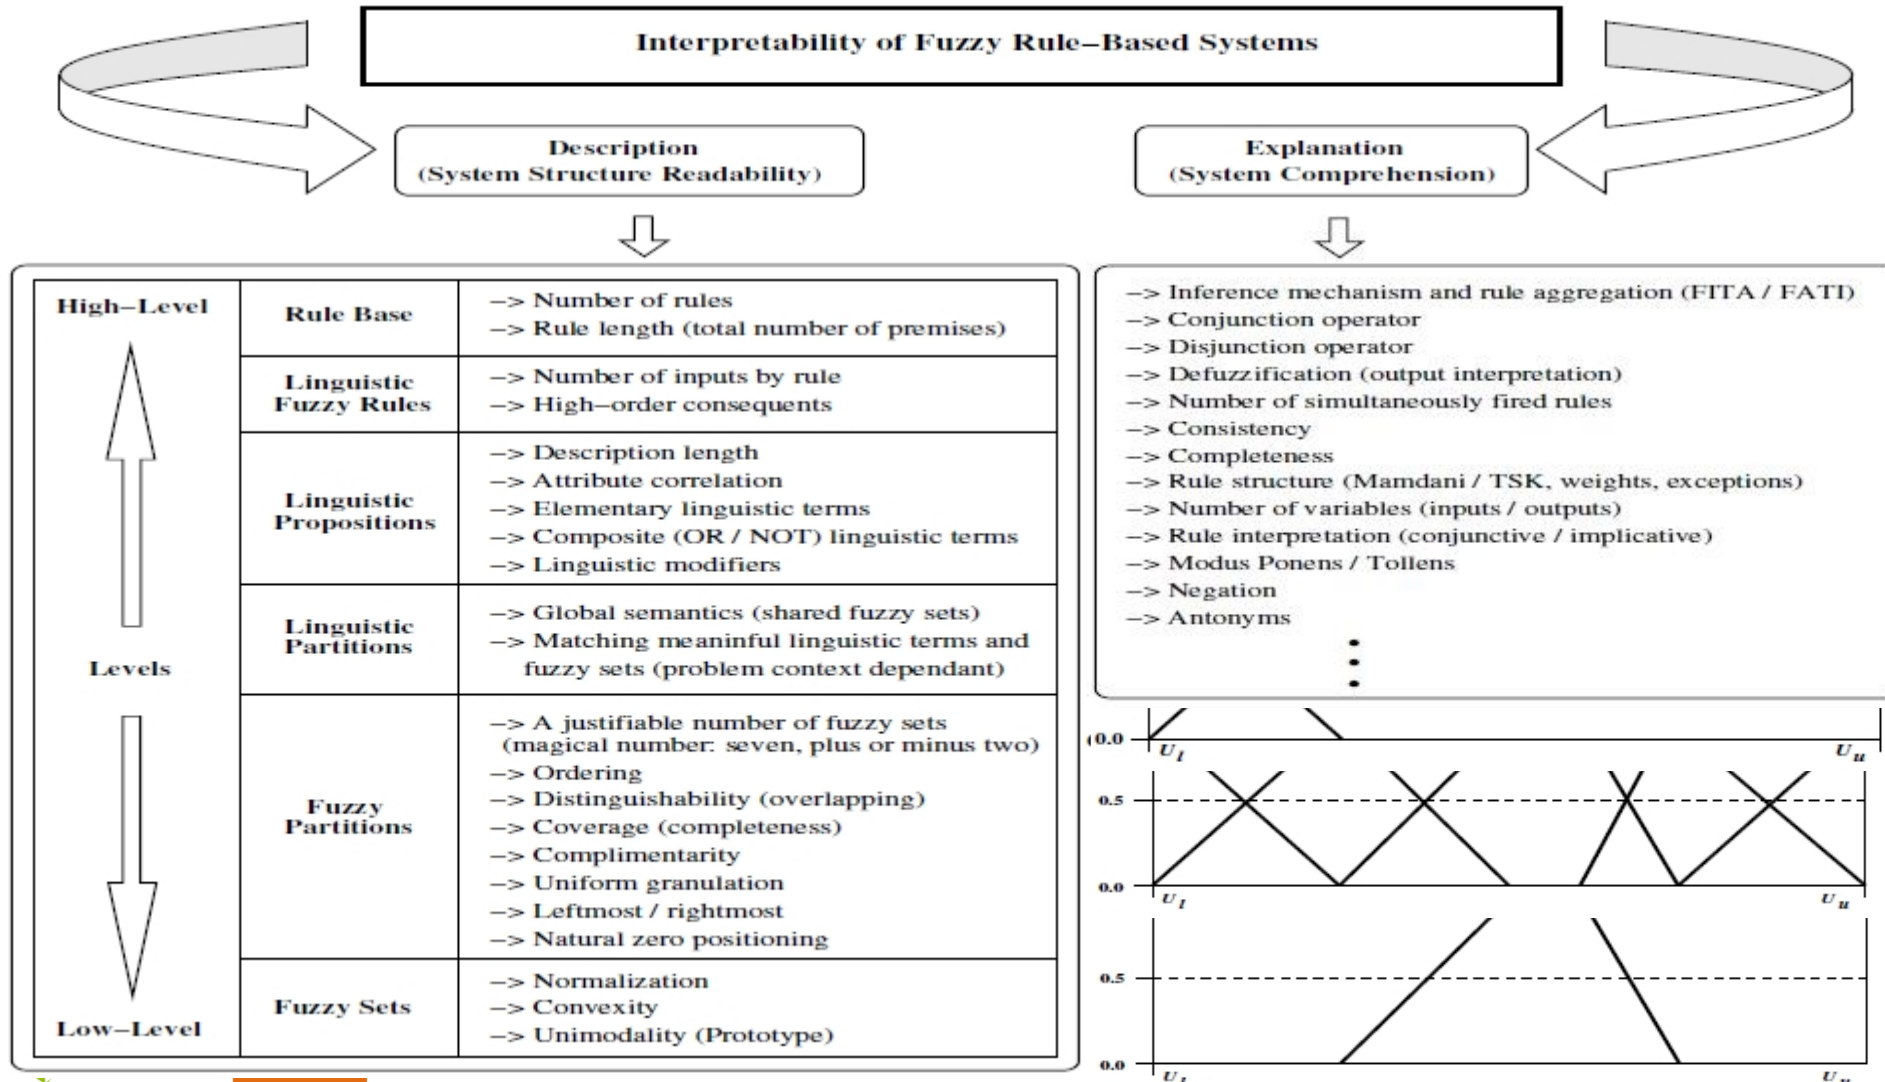 Interpretability of Fuzzy Rule–Based Systems
Description
(System Structure Readability)
Explanation
(System Comprehension)
High–Level
Levels
Low–Level
Rule Base
–> Number of rules
–> Rule length (total number of premises)
Linguistic
Fuzzy Rules
–> Number of inputs by rule
–> High–order consequents
Linguistic
Propositions
–> Description length
–> Attribute correlation
–> Elementary linguistic terms
–> Composite (OR / NOT) linguistic terms
–> Linguistic modifiers
Linguistic
Partitions
–> Global semantics (shared fuzzy sets)
–> Matching meaninful linguistic terms and
fuzzy sets (problem context dependant)
Fuzzy
Partitions
–> A justifiable number of fuzzy sets
(magical number: seven, plus or minus two)
–> Ordering
–> Distinguishability (overlapping)
–> Coverage (completeness)
–> Complimentarity
–> Uniform granulation
–> Leftmost / rightmost
–> Natural zero positioning
Fuzzy Sets
–> Normalization
–> Convexity
–> Unimodality (Prototype)
–> Inference mechanism and rule aggregation (FITA / FATI)
–> Conjunction operator
–> Disjunction operator
–> Defuzzification (output interpretation)
–> Number of simultaneously fired rules
–> Consistency
–> Completeness
–> Rule structure (Mamdani / TSK, weights, exceptions)
–> Number of variables (inputs / outputs)
–> Rule interpretation (conjunctive / implicative)
–> Modus Ponens / Tollens
–> Negation
–> Antonyms
0.0
U_l U_u
0.5
0.0
U_l U_u
0.5
0.0
U_l U_u